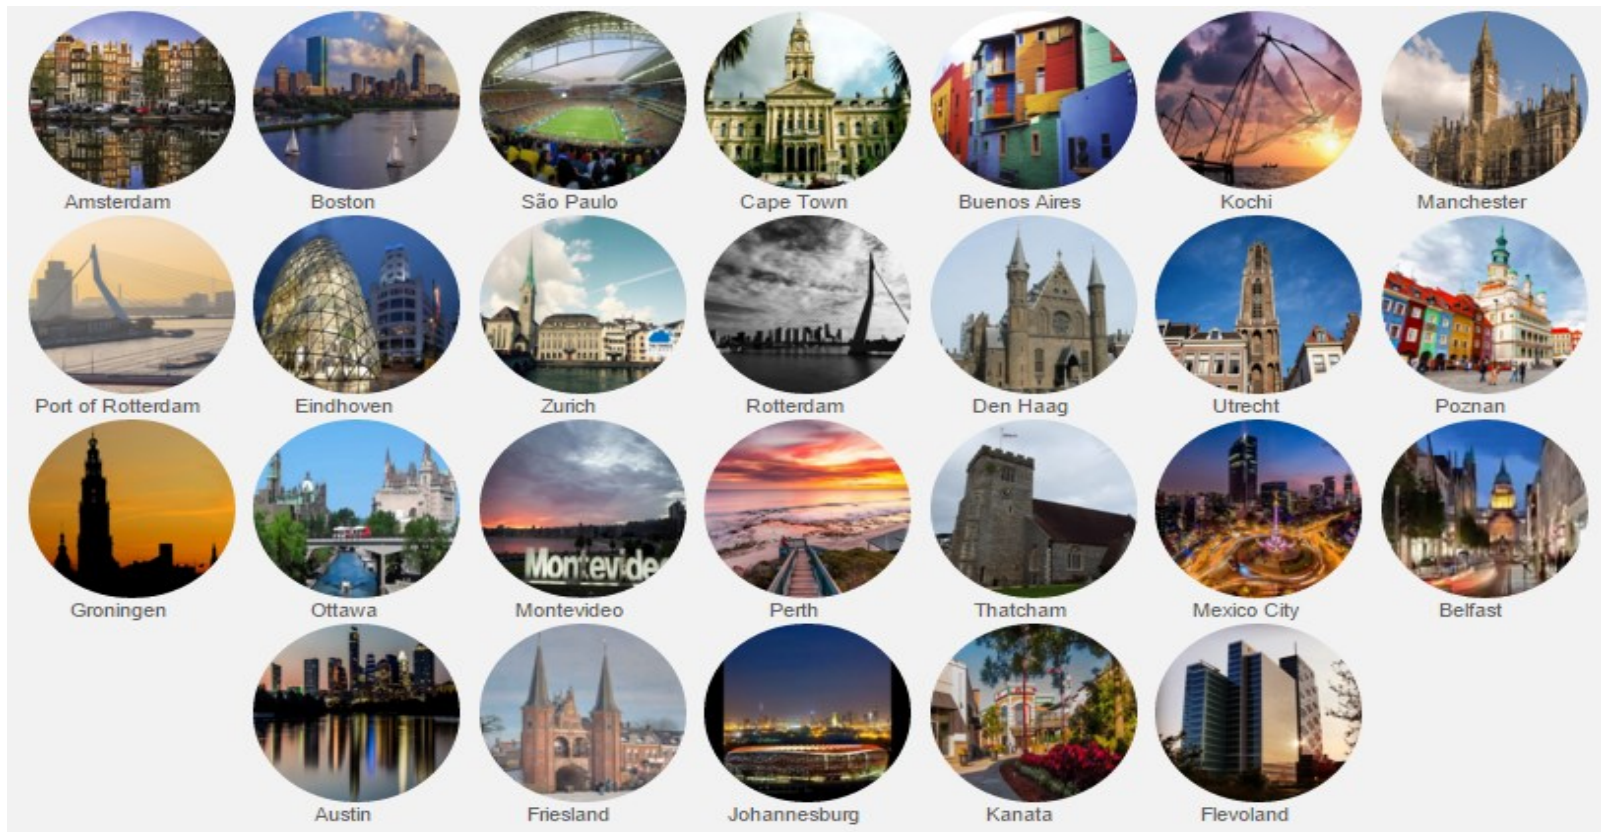 Amsterdam
Boston
São Paulo
Cape Town
Buenos Aires
Kochi
Manchester
Port of Rotterdam
Eindhoven
Zurich
Rotterdam
Den Haag
Utrecht
Poznan
Groningen
Ottawa
Montevideo
Montevideo
Perth
Thatcham
Mexico City
Belfast
Austin
Friesland
Johannesburg
Kanata
Flevoland